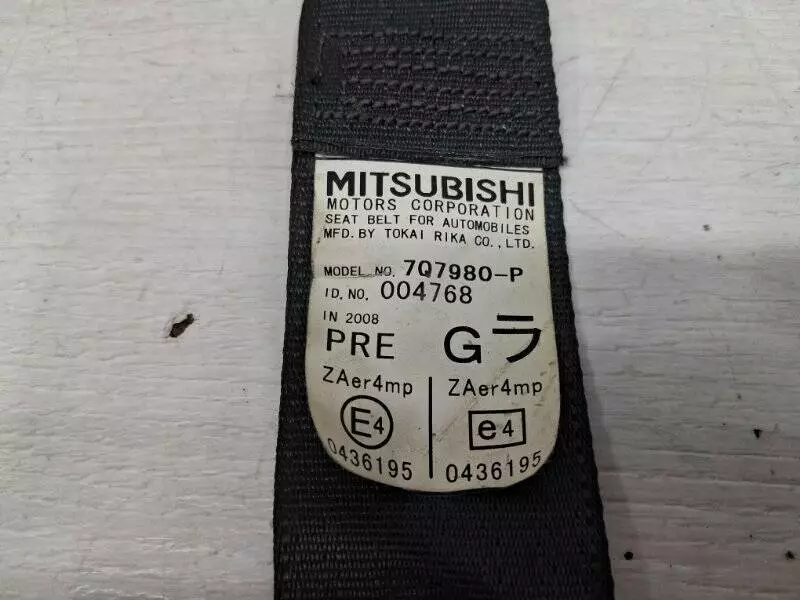 MITSUBISHI
MOTORS CORPORATION
SEAT BELT FOR AUTOMOBILES
MFD. BY TOKAI RIKA CO., LTD.
MODEL NO. 7Q7980-P
ID. NO. 004768
IN 2008
PRE Gラ
ZAer4mp ZAer4mp
E4 e4
0436195 0436195